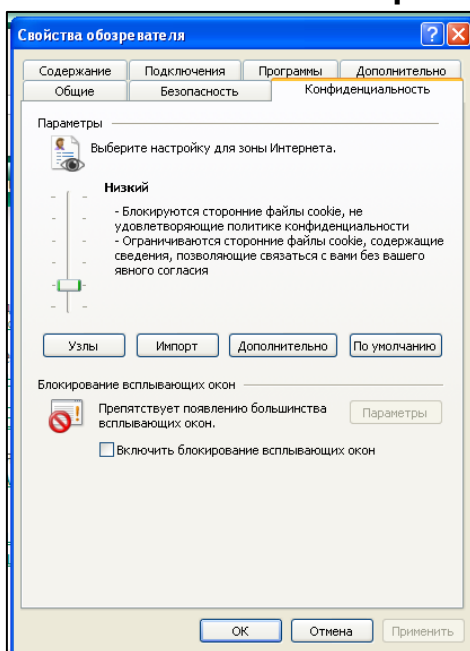 Свойства обозревателя
Содержание Подключения Программы Дополнительно
Общие Безопасность Конфиденциальность
Параметры
Выберите настройку для зоны Интернета.
Низкий
- Блокируются сторонние файлы cookie, не
удовлетворяющие политике конфиденциальности
- Ограничиваются сторонние файлы cookie, содержащие
сведения, позволяющие связаться с вами без вашего
явного согласия
Узлы Импорт Дополнительно По умолчанию
Блокирование всплывающих окон
Препятствует появлению большинства
всплывающих окон.
Параметры
Включить блокирование всплывающих окон
ОК Отмена Применить